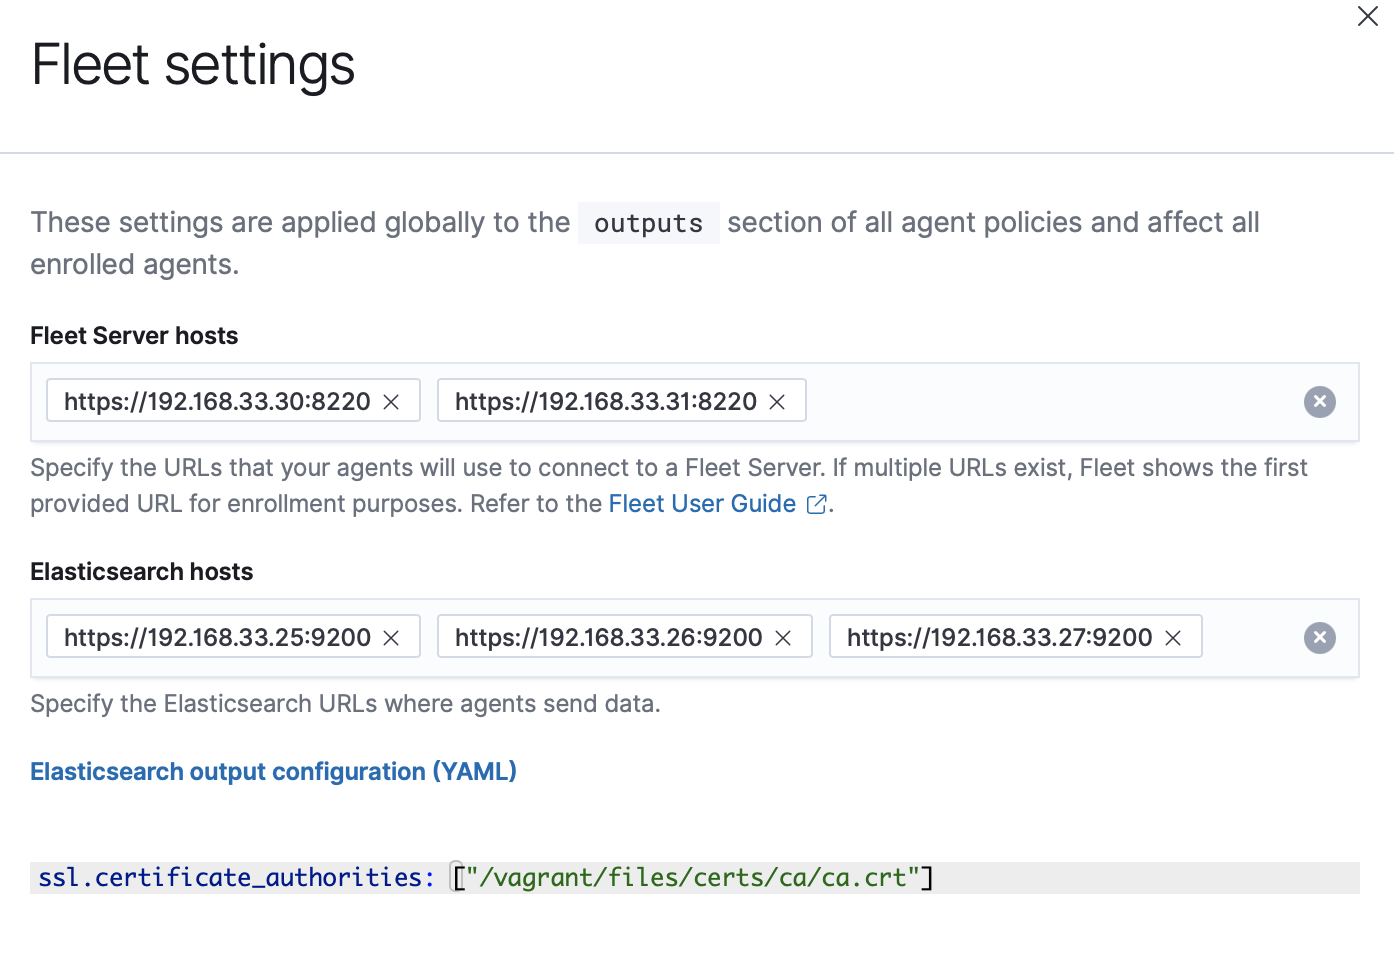 Fleet settings
These settings are applied globally to the outputs section of all agent policies and affect all
enrolled agents.
Fleet Server hosts
https://192.168.33.30:8220 https://192.168.33.31:8220
Specify the URLs that your agents will use to connect to a Fleet Server. If multiple URLs exist, Fleet shows the first
provided URL for enrollment purposes. Refer to the Fleet User Guide.
Elasticsearch hosts
https://192.168.33.25:9200 https://192.168.33.26:9200 https://192.168.33.27:9200
Specify the Elasticsearch URLs where agents send data.
Elasticsearch output configuration (YAML)
ssl.certificate_authorities: ["/vagrant/files/certs/ca/ca.crt"]